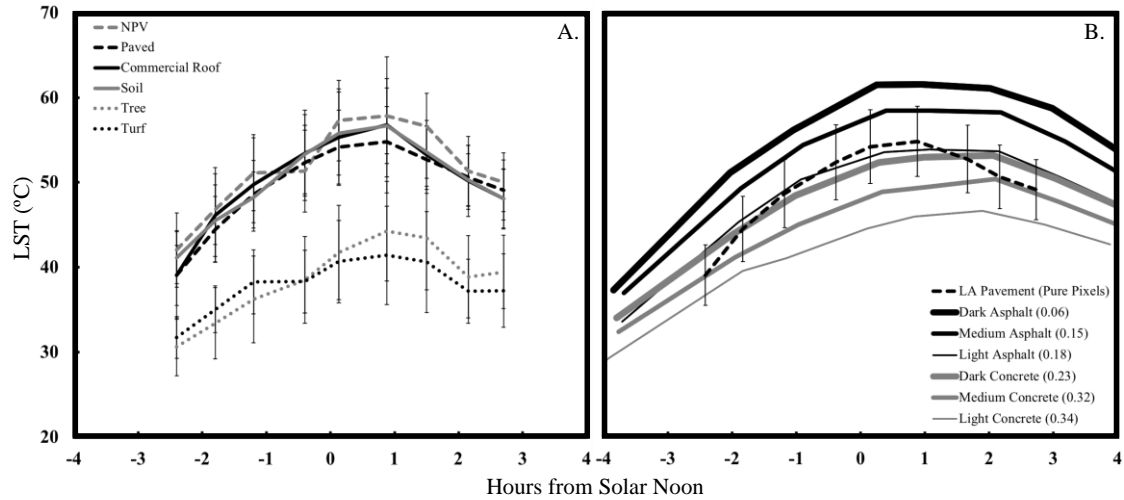 70
60
50
40
30
20
LST (ºC)
A.
NPV
Paved
Commercial Roof
Soil
Tree
Turf
-4 -3 -2 -1 0 1 2 3 4
B.
LA Pavement (Pure Pixels)
Dark Asphalt (0.06)
Medium Asphalt (0.15)
Light Asphalt (0.18)
Dark Concrete (0.23)
Medium Concrete (0.32)
Light Concrete (0.34)
-4 -3 -2 -1 0 1 2 3 4
Hours from Solar Noon